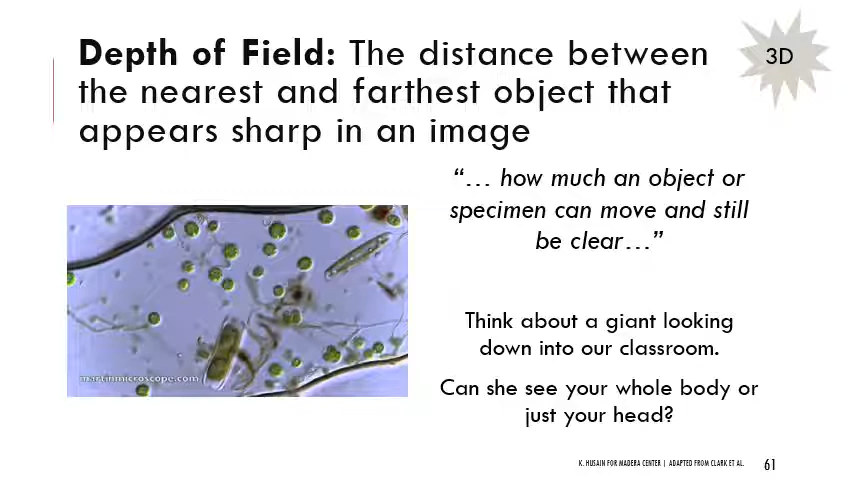 Depth of Field: The distance between
the nearest and farthest object that
appears sharp in an image
3D
“… how much an object or
specimen can move and still
be clear…”
martinmicroscope.com
Think about a giant looking
down into our classroom.
Can she see your whole body or
just your head?
K. HUSAIN FOR MADERA CENTER | ADAPTED FROM CLARK ET AL.
61